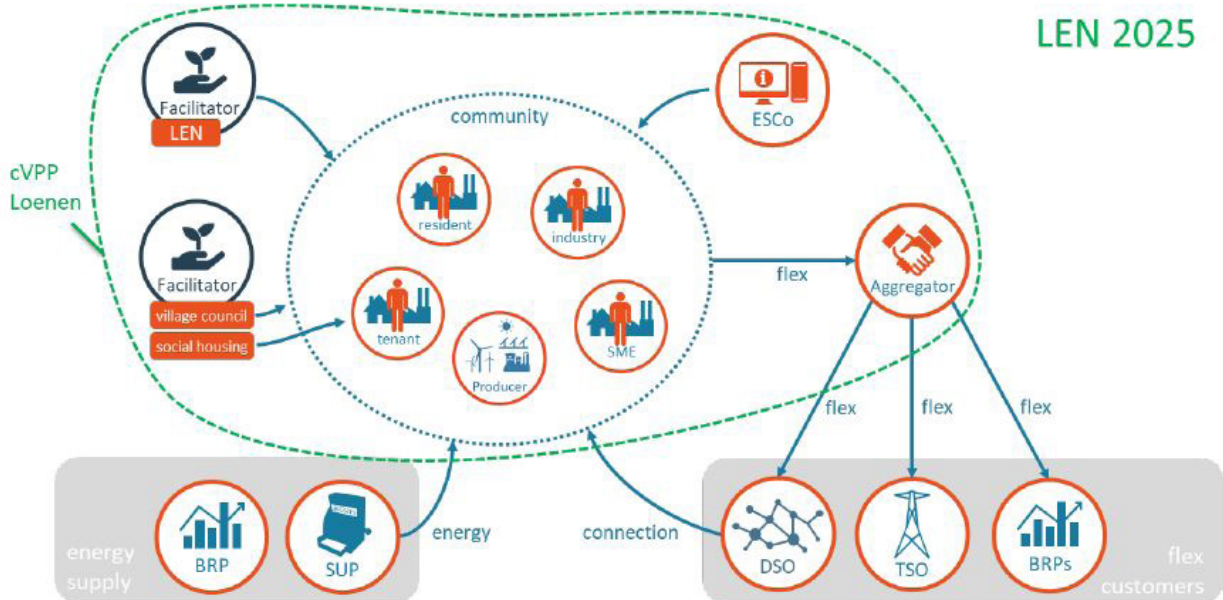 LEN 2025
Facilitator
LEN
cVPP
Loenen
community
ESCo
resident
industry
Facilitator
village council
social housing
tenant
Producer
SME
flex
Aggregator
flex
flex
flex
energy
supply
BRP
SUP
energy
connection
DSO
TSO
BRPs
flex
customers